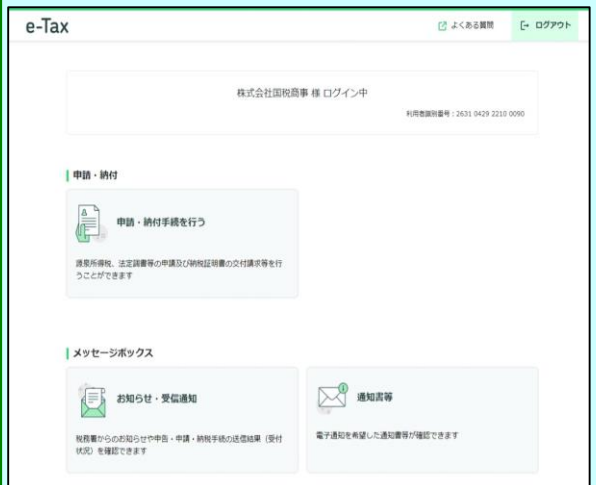 e-Tax
よくある質問
ログアウト
株式会社国税商事 様 ログイン中
利用者識別番号：2631 0429 2210 0090
申請・納付
申請・納付手続を行う
源泉所得税、法定調書等の申請及び納税証明書の交付請求等を行
うことができます
メッセージボックス
お知らせ・受信通知
税務署からのお知らせや申告・申請・納税手続の送信結果（受付
状況）を確認できます
通知書等
電子通知を希望した通知書等が確認できます